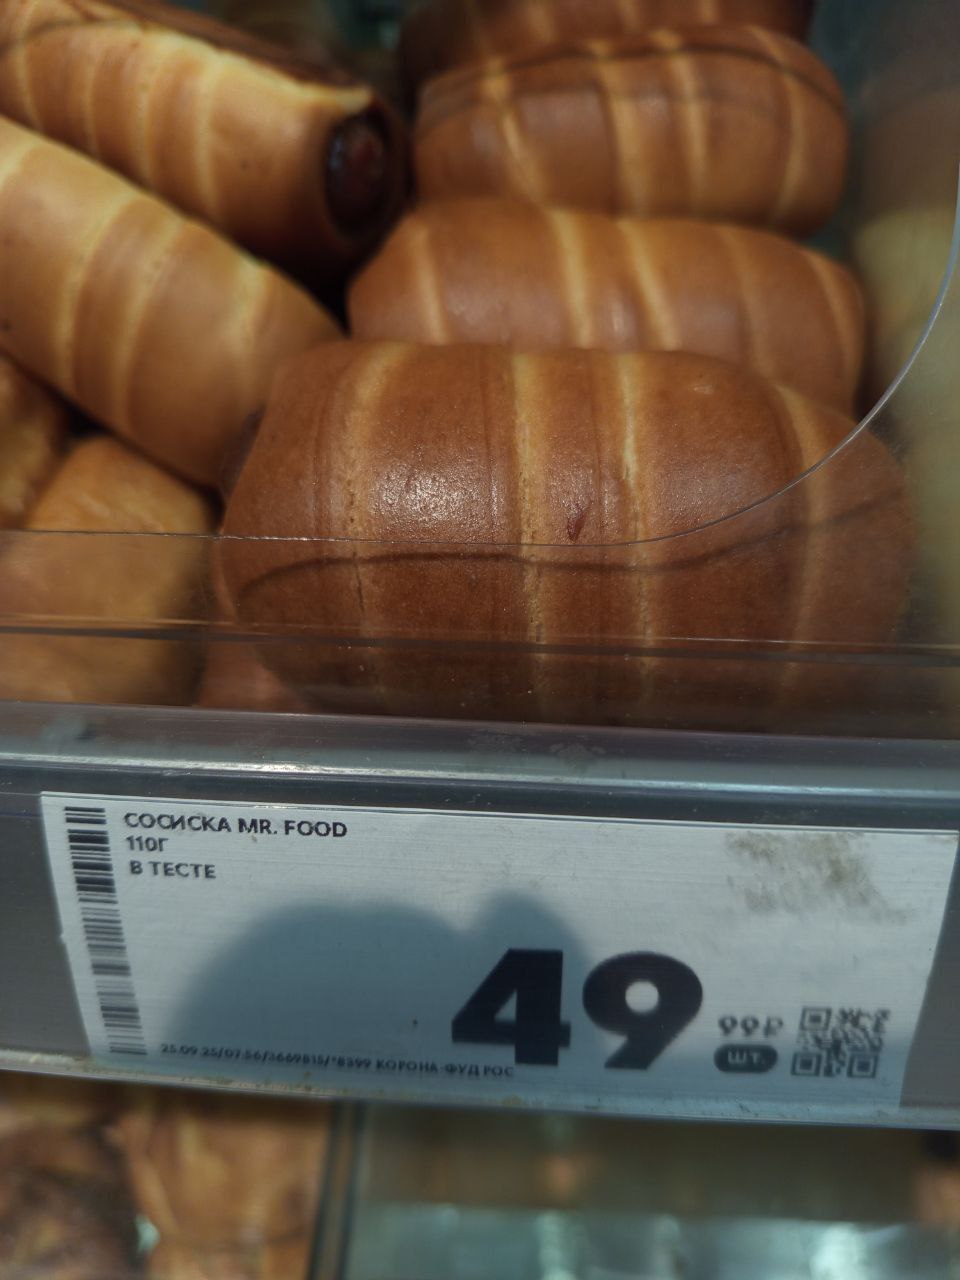 СОСИСКА MR. FOOD
110Г
В ТЕСТЕ
49 99₽
ШТ.
25.09.25/07:56/3669815/*8399 КОРОНА-ФУД РОС